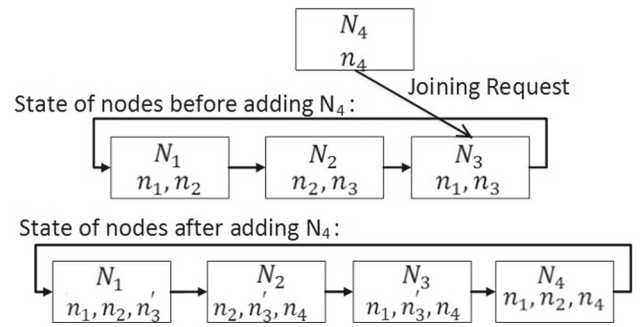 N₄
n₄
Joining Request
State of nodes before adding N₄:
N₁ N₂ N₃
n₁, n₂ n₂, n₃ n₁, n₃
State of nodes after adding N₄:
N₁ N₂ N₃ N₄
n₁, n₂, n₃′ n₂, n₃′, n₄ n₁, n₃′, n₄ n₁, n₂, n₄